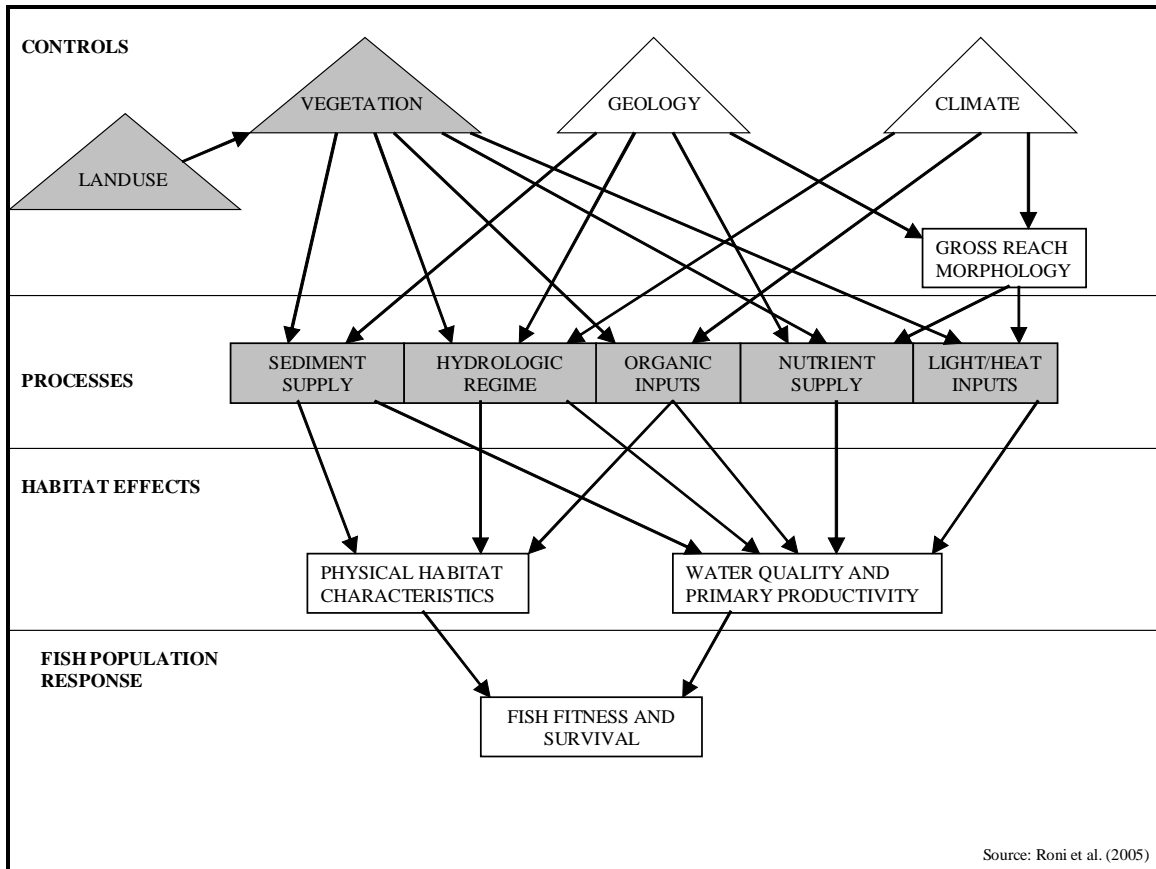 CONTROLS
VEGETATION
GEOLOGY
CLIMATE
LANDUSE
GROSS REACH
MORPHOLOGY
PROCESSES
SEDIMENT
SUPPLY
HYDROLOGIC
REGIME
ORGANIC
INPUTS
NUTRIENT
SUPPLY
LIGHT/HEAT
INPUTS
HABITAT EFFECTS
PHYSICAL HABITAT
CHARACTERISTICS
WATER QUALITY AND
PRIMARY PRODUCTIVITY
FISH POPULATION
RESPONSE
FISH FITNESS AND
SURVIVAL
Source: Roni et al. (2005)